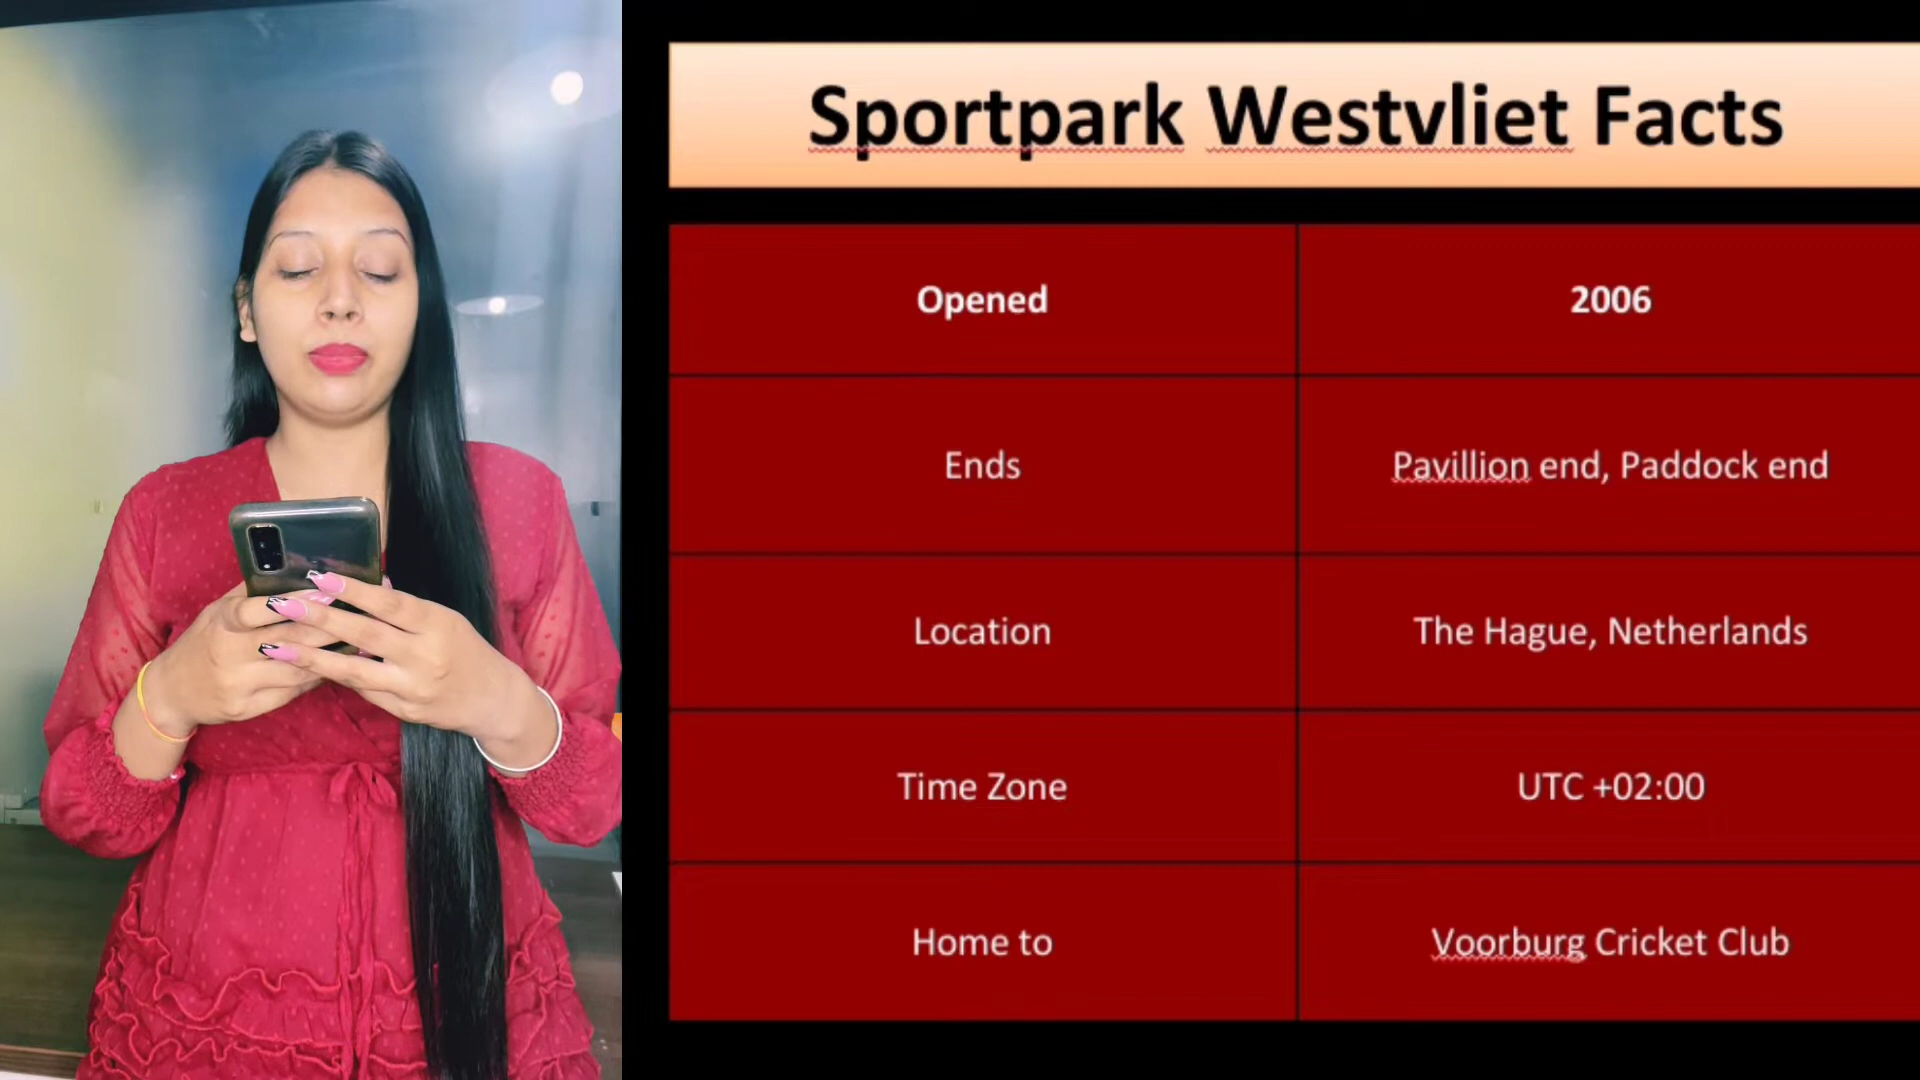 Sportpark Westvliet Facts
Opened 2006
Ends Pavillion end, Paddock end
Location The Hague, Netherlands
Time Zone UTC +02:00
Home to Voorburg Cricket Club